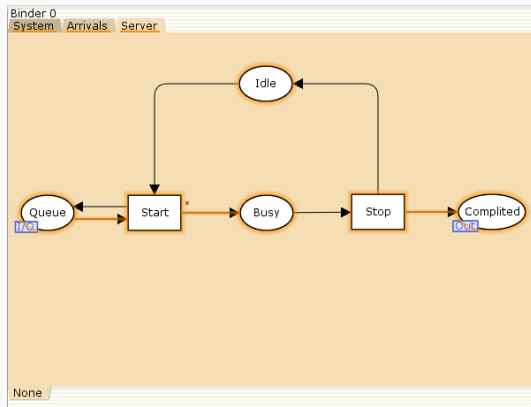 Binder 0
System Arrivals Server
Idle
Queue Start Busy Stop Complited
I/O Out
None